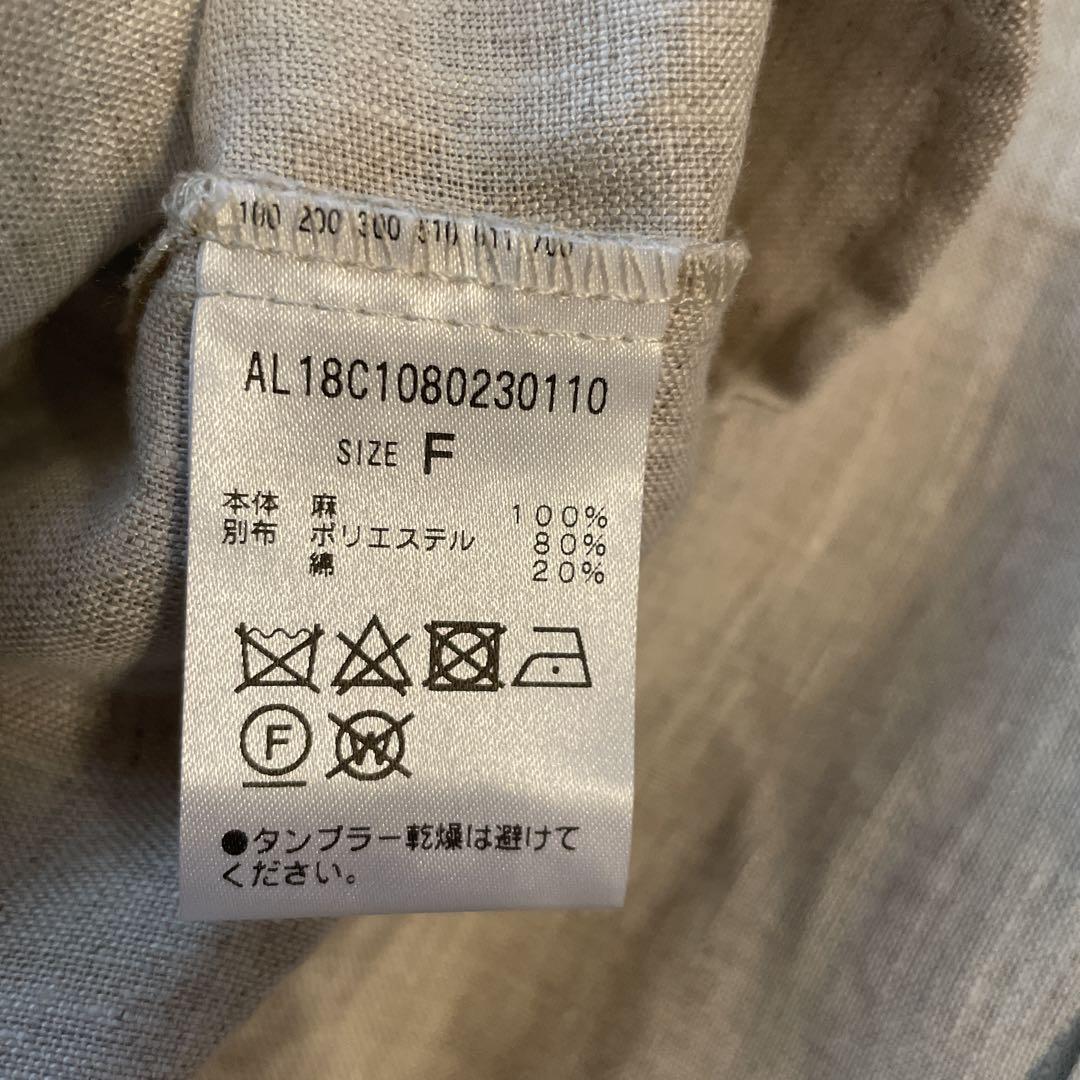 100 200 300
AL18C1080230110
SIZE F
本体 麻 100%
別布 ポリエステル 80%
綿 20%
F
W
●タンブラー乾燥は避けて
ください。